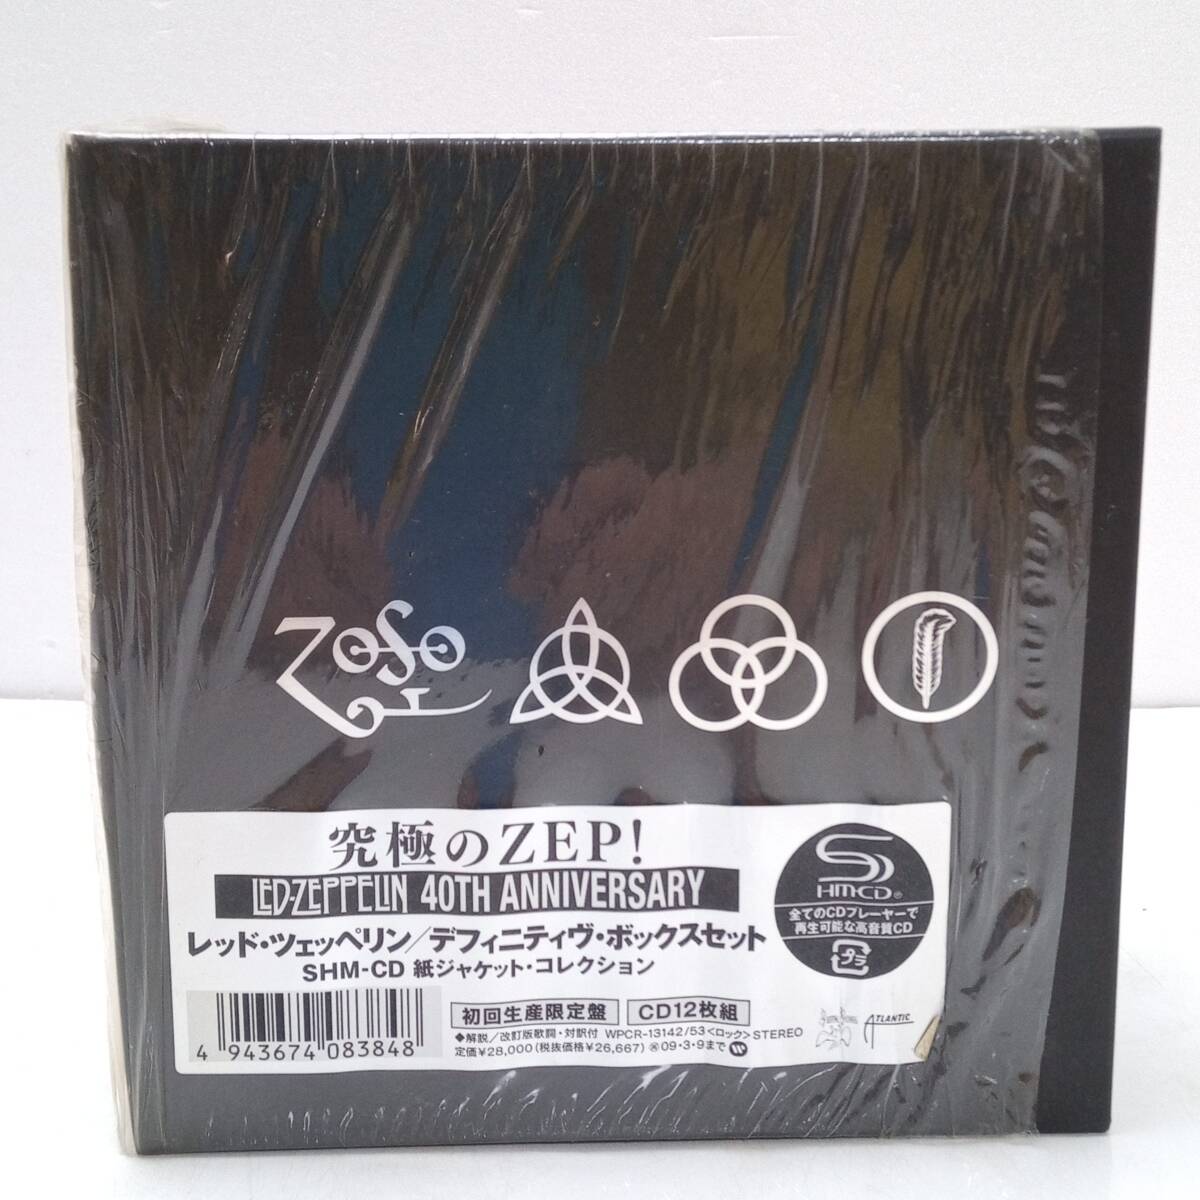 ZoSo
究極のZEP!
LED-ZEPPELIN 40TH ANNIVERSARY
レッド・ツェッペリン/デフィニティヴ・ボックスセット
SHM-CD 紙ジャケット・コレクション
SHM-CD®
全てのCDプレーヤーで
再生可能な高音質CD
プラ
4 943674 083848
初回生産限定盤 CD12枚組
◆解説/改訂版歌詞・対訳付 WPCR-13142/53<ロック>STEREO
定価¥28,000(税抜価格¥26,667)㋹09・3・9まで
ATLANTIC